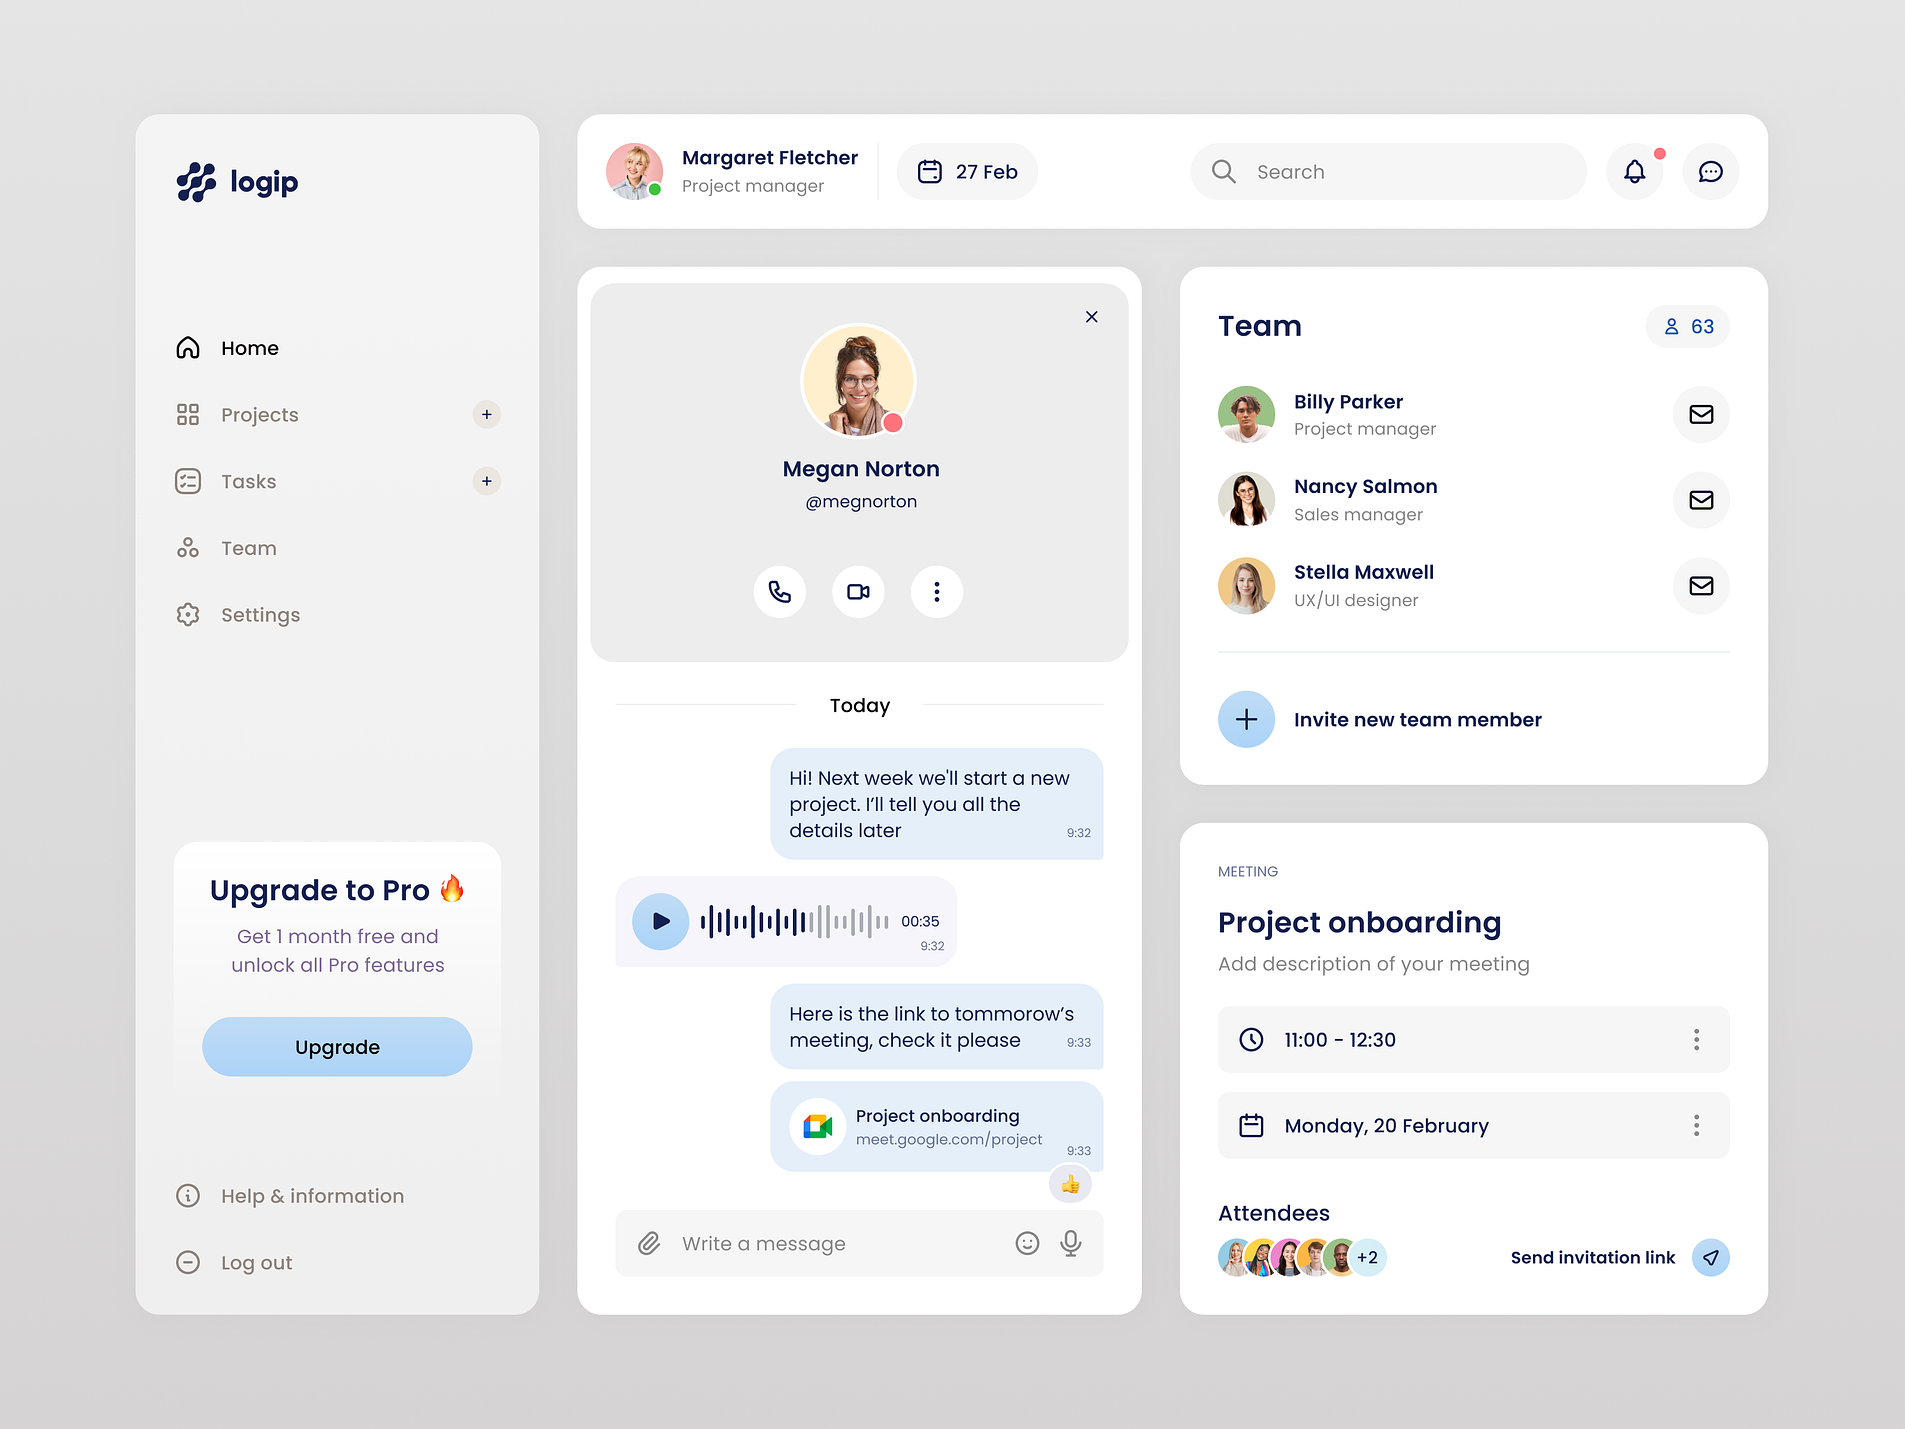 logip
Home
Projects
+
Tasks
+
Team
Settings
Upgrade to Pro 🔥
Get 1 month free and
unlock all Pro features
Upgrade
Help & information
Log out
Margaret Fletcher
Project manager
27 Feb
Search
Megan Norton
@megnorton
Today
Hi! Next week we'll start a new
project. I’ll tell you all the
details later
9:32
00:35
9:32
Here is the link to tommorow’s
meeting, check it please
9:33
Project onboarding
meet.google.com/project
9:33
👍
Write a message
Team
63
Billy Parker
Project manager
Nancy Salmon
Sales manager
Stella Maxwell
UX/UI designer
Invite new team member
MEETING
Project onboarding
Add description of your meeting
11:00 - 12:30
Monday, 20 February
Attendees
+2
Send invitation link